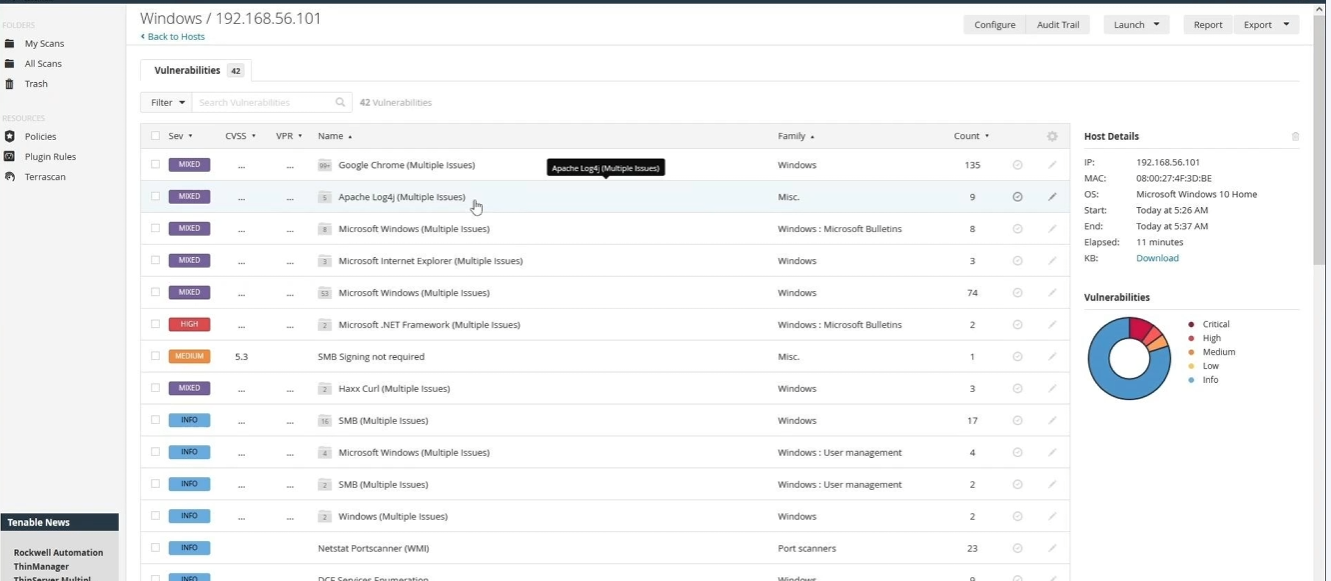 Windows / 192.168.56.101
Configure Audit Trail Launch Report Export
‹ Back to Hosts
FOLDERS
My Scans
All Scans
Trash
RESOURCES
Policies
Plugin Rules
Terrascan
Tenable News
Rockwell Automation
ThinManager
ThinServer Multipl
Vulnerabilities 42
Filter Search Vulnerabilities 42 Vulnerabilities
Sev CVSS VPR Name Family Count
MIXED ... ... 99+ Google Chrome (Multiple Issues) Windows 135
Apache Log4j (Multiple Issues)
MIXED ... ... 5 Apache Log4j (Multiple Issues) Misc. 9
MIXED ... ... 8 Microsoft Windows (Multiple Issues) Windows : Microsoft Bulletins 8
MIXED ... ... 3 Microsoft Internet Explorer (Multiple Issues) Windows 3
MIXED ... ... 53 Microsoft Windows (Multiple Issues) Windows 74
HIGH ... ... 2 Microsoft .NET Framework (Multiple Issues) Windows : Microsoft Bulletins 2
MEDIUM 5.3 SMB Signing not required Misc. 1
MIXED ... ... 2 Haxx Curl (Multiple Issues) Windows 3
INFO ... ... 16 SMB (Multiple Issues) Windows 17
INFO ... ... 4 Microsoft Windows (Multiple Issues) Windows : User management 4
INFO ... ... 2 SMB (Multiple Issues) Windows : User management 2
INFO ... ... 2 Windows (Multiple Issues) Windows 2
INFO Netstat Portscanner (WMI) Port scanners 23
INFO DCE Services Enumeration Windows 9
Host Details
IP: 192.168.56.101
MAC: 08:00:27:4F:3D:BE
OS: Microsoft Windows 10 Home
Start: Today at 5:26 AM
End: Today at 5:37 AM
Elapsed: 11 minutes
KB: Download
Vulnerabilities
Critical
High
Medium
Low
Info